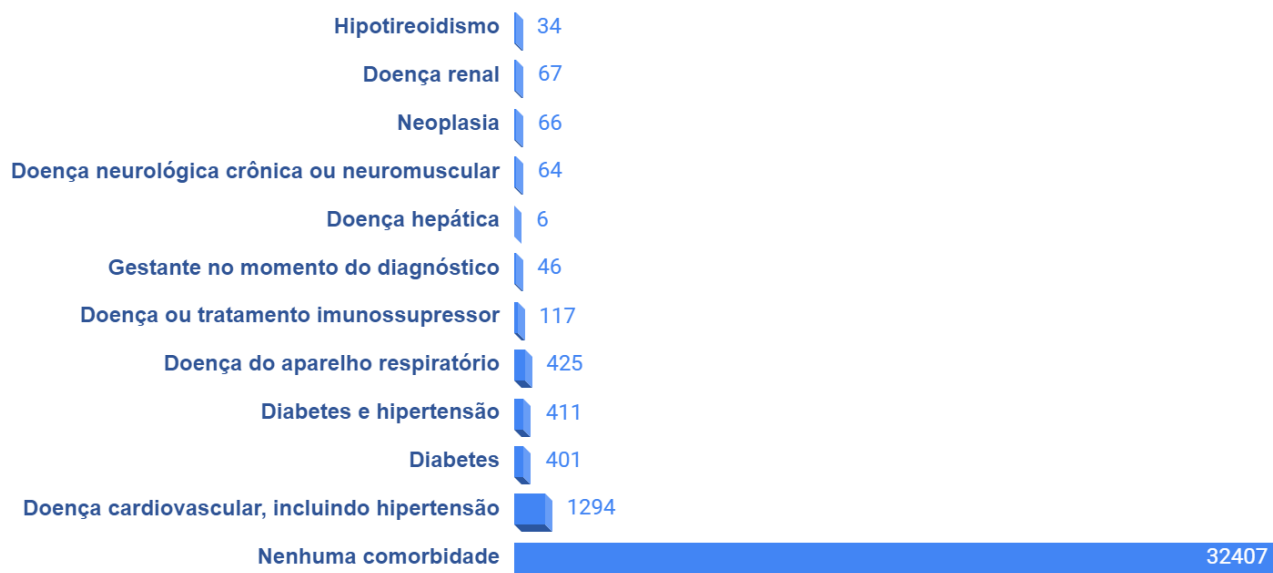 Hipotireoidismo 34
Doença renal 67
Neoplasia 66
Doença neurológica crônica ou neuromuscular 64
Doença hepática 6
Gestante no momento do diagnóstico 46
Doença ou tratamento imunossupressor 117
Doença do aparelho respiratório 425
Diabetes e hipertensão 411
Diabetes 401
Doença cardiovascular, incluindo hipertensão 1294
Nenhuma comorbidade 32407